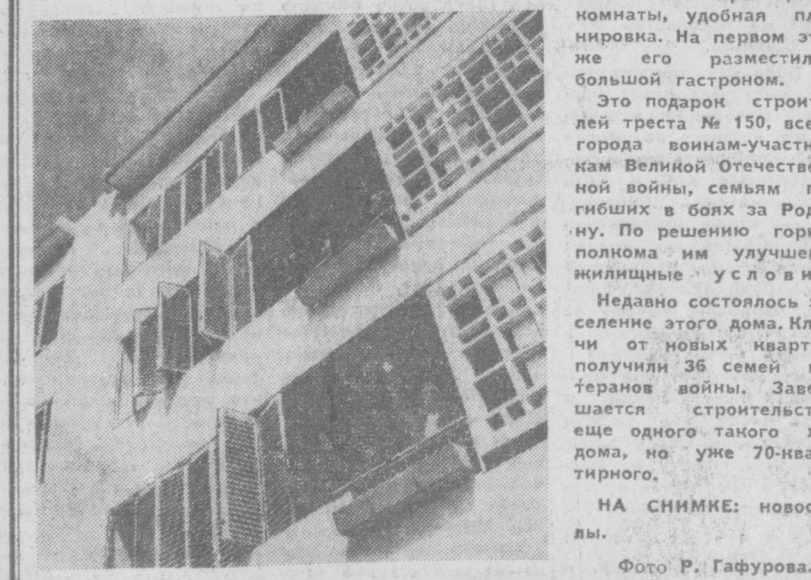 комнаты, удобная пл
нировка. На первом эт
же его разместил
большой гастроном.
Это подарок строит
лей треста № 150, все
города воинам-участн
кам Великой Отечестве
ной войны, семьям
гибших в боях за Род
ну. По решению горн
полкома им улучше
жилищные услови
Недавно состоялось
селение этого дома. Кл
чи от новых кварт
получили 36 семей
теранов войны. Заве
шается строительст
еще одного такого ж
дома, но уже 70-ква
тирного.
НА СНИМКЕ: новос
лы.
Фото Р. Гафурова.